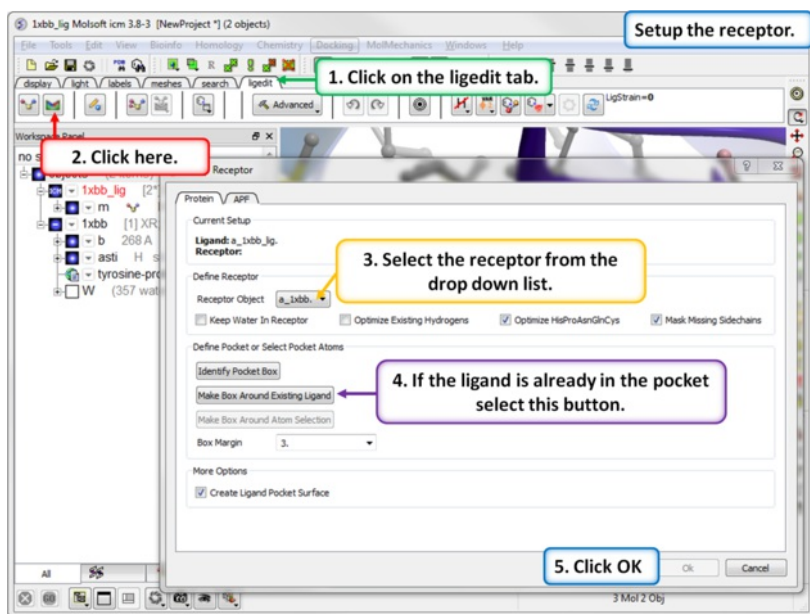 1xbb_lig Molsoft icm 3.8-3 [NewProject *] (2 objects)
Setup the receptor.
File Tools Edit View Bioinfo Homology Chemistry Docking MolMechanics Windows Help
1. Click on the ligedit tab.
display light labels meshes search ligedit
Advanced
LigStrain=0
Workspace Panel
2. Click here.
Receptor
1xbb_lig [2*
m
1xbb [1] XR
b 268 A
asti H
tyrosine-pro
W (357 wat
Protein APF
Current Setup
Ligand: a_1xbb_lig.
Receptor:
3. Select the receptor from the
drop down list.
Define Receptor
Receptor Object a_1xbb.
Keep Water In Receptor Optimize Existing Hydrogens Optimize HisProAsnGlnCys Mask Missing Sidechains
Define Pocket or Select Pocket Atoms
Identify Pocket Box
Make Box Around Existing Ligand
4. If the ligand is already in the pocket
select this button.
Make Box Around Atom Selection
Box Margin 3.
More Options
Create Ligand Pocket Surface
5. Click OK
Ok Cancel
All
3 Mol 2 Obj